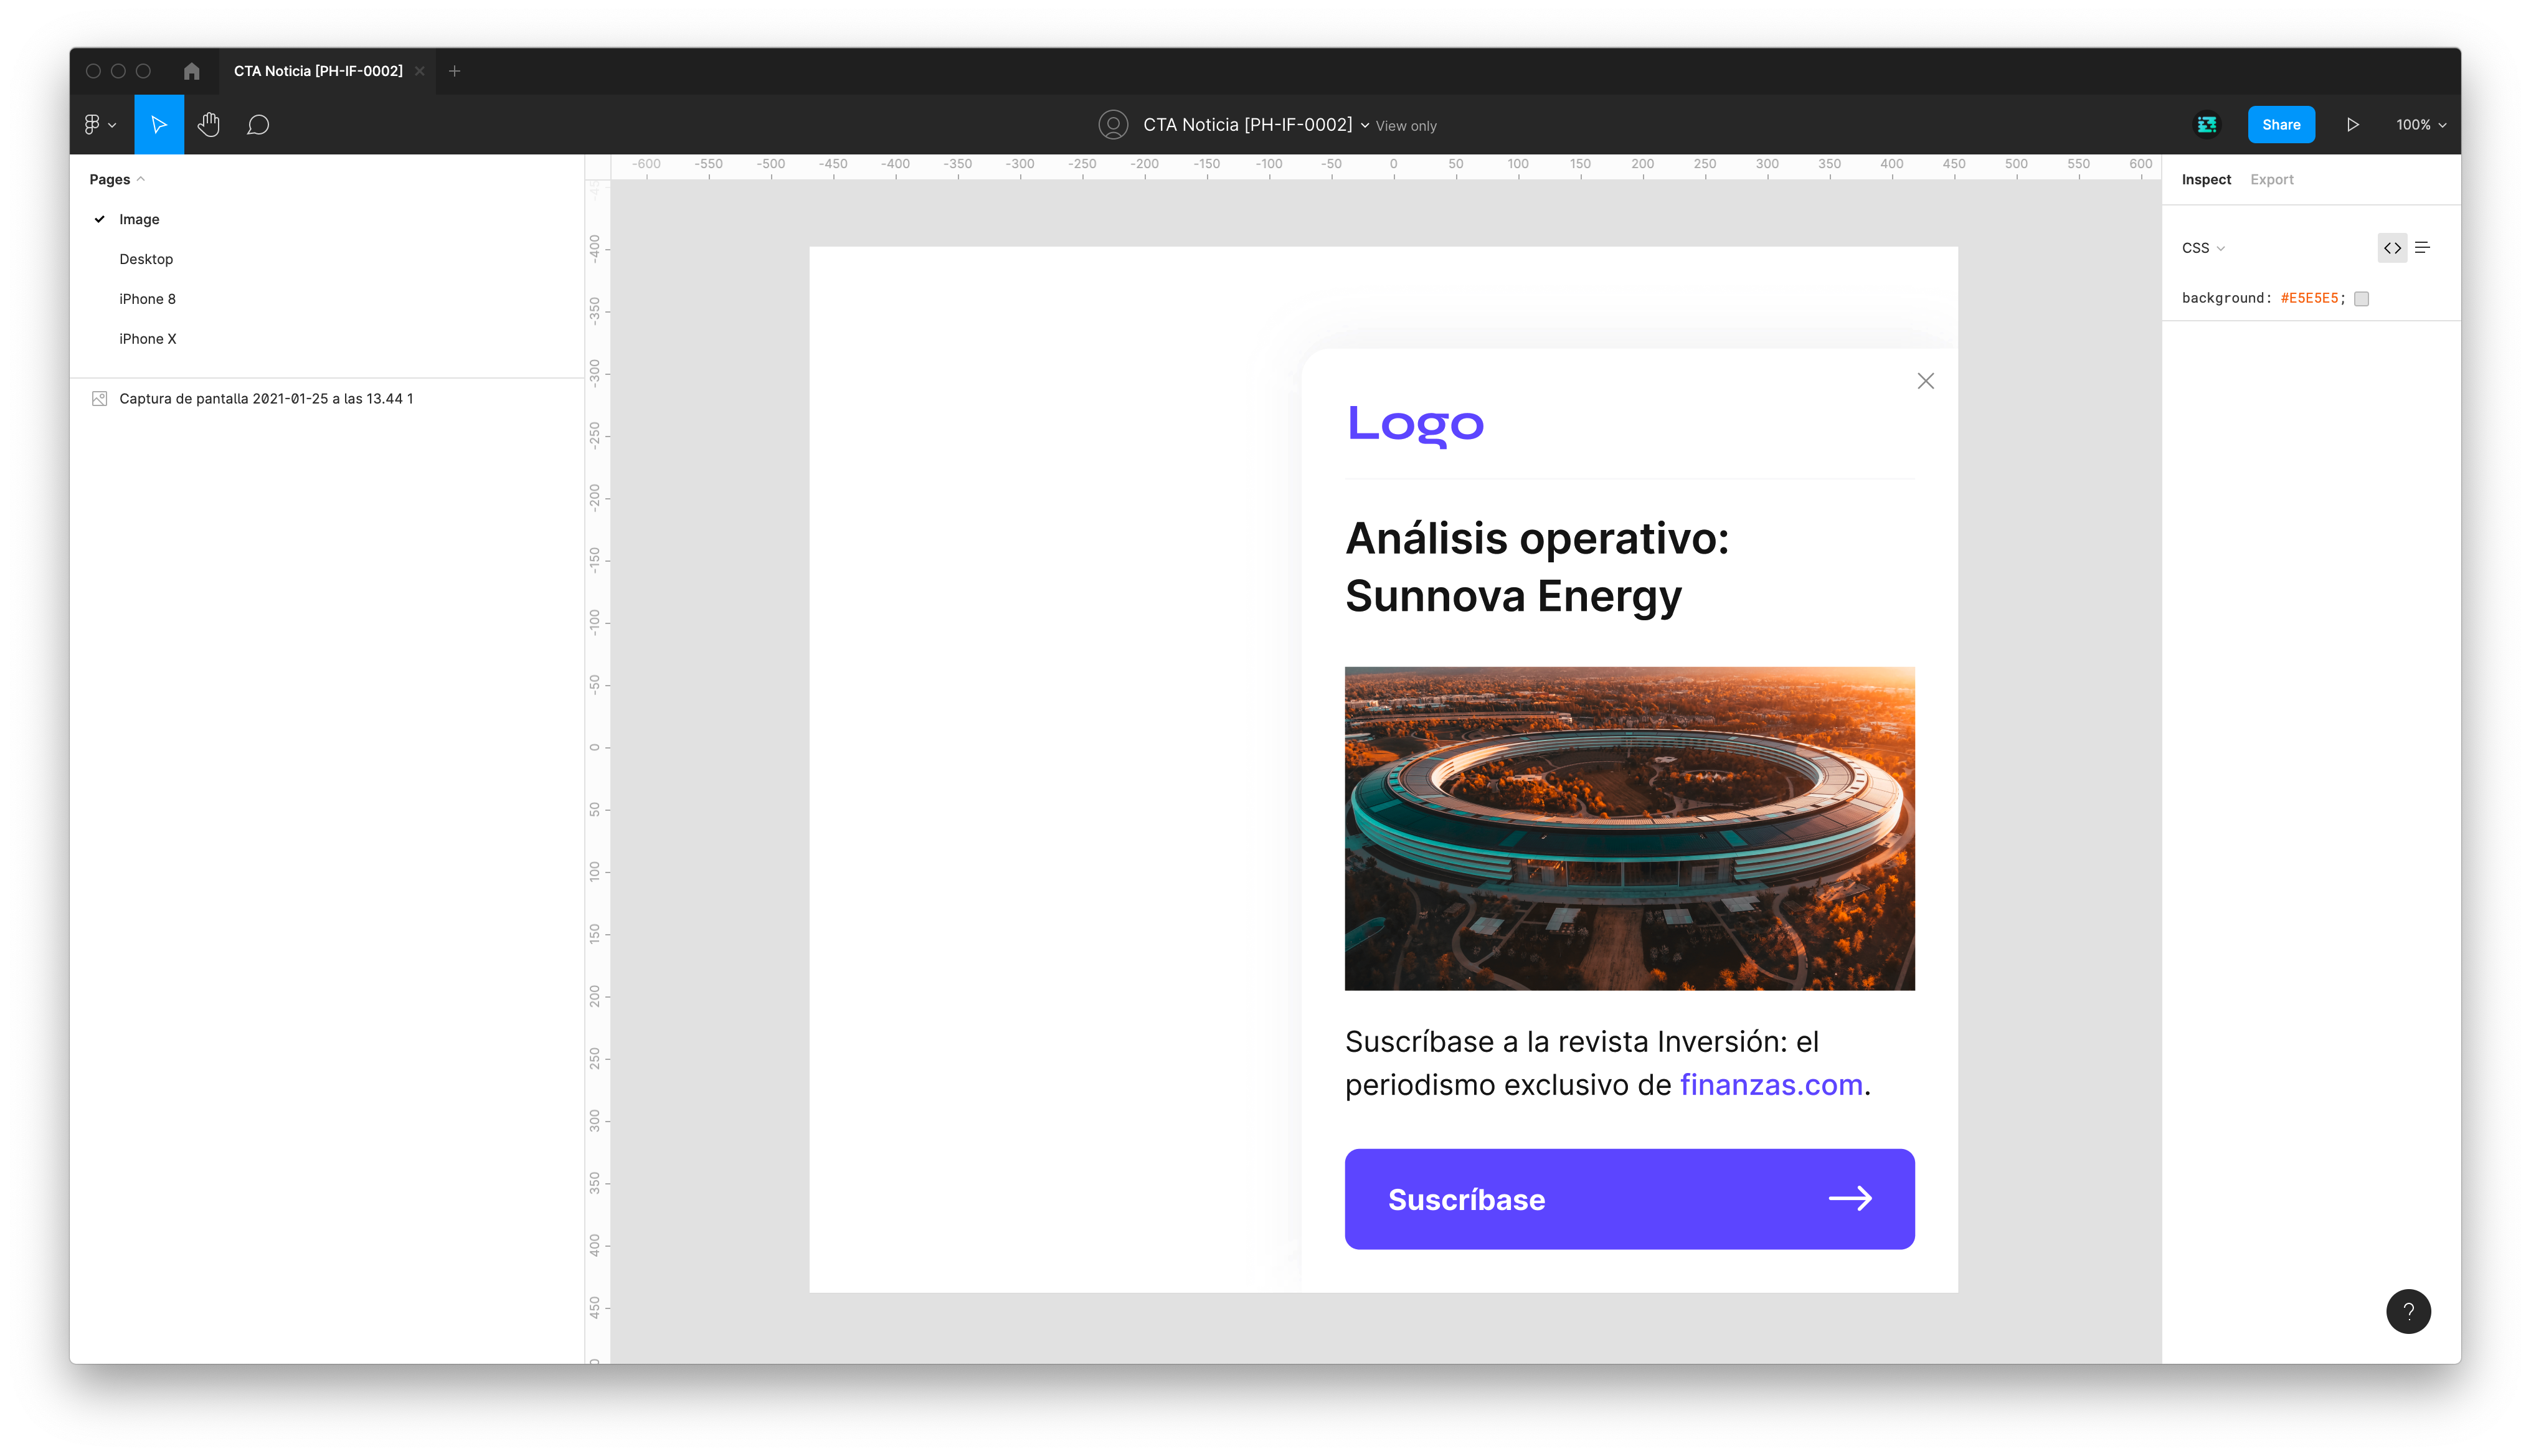 CTA Noticia [PH-IF-0002]
CTA Noticia [PH-IF-0002] View only
Share
100%
Pages
Image
Desktop
iPhone 8
iPhone X
Captura de pantalla 2021-01-25 a las 13.44 1
-600 -550 -500 -450 -400 -350 -300 -250 -200 -150 -100 -50 0 50 100 150 200 250 300 350 400 450 500 550 600
-400
-350
-300
-250
-200
-150
-100
-50
0
50
100
150
200
250
300
350
400
450
Logo
Análisis operativo:
Sunnova Energy
Suscríbase a la revista Inversión: el
periodismo exclusivo de finanzas.com.
Suscríbase
Inspect Export
CSS
background: #E5E5E5;
?